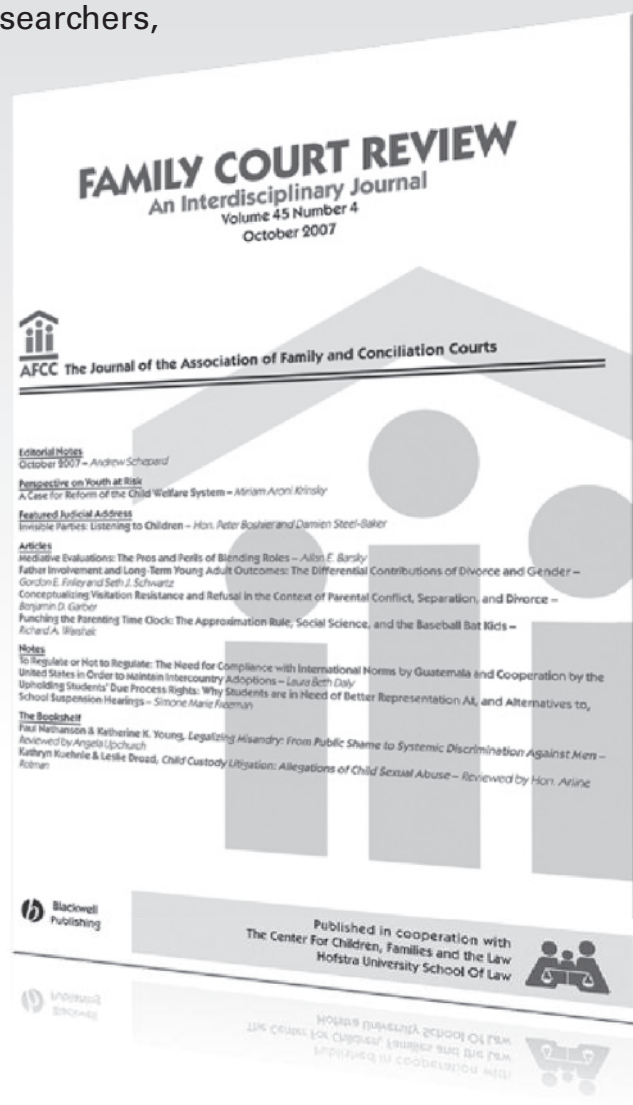 searchers,
FAMILY COURT REVIEW
An Interdisciplinary Journal
Volume 45 Number 4
October 2007
AFCC The Journal of the Association of Family and Conciliation Courts
Editorial Notes
October 2007 – Andrew Schepard
Perspective on Youth at Risk
A Case for Reform of the Child Welfare System – Miriam Aroni Krinsky
Featured Judicial Address
Invisible Parties: Listening to Children – Hon. Peter Boshier and Damien Steel-Baker
Articles
Mediative Evaluations: The Pros and Perils of Blending Roles – Allan E. Barsky
Father Involvement and Long-Term Young Adult Outcomes: The Differential Contributions of Divorce and Gender –
Gordon E. Finley and Seth J. Schwartz
Conceptualizing Visitation Resistance and Refusal in the Context of Parental Conflict, Separation, and Divorce –
Benjamin D. Garber
Punching the Parenting Time Clock: The Approximation Rule, Social Science, and the Baseball Bat Kids –
Richard A. Warshak
Notes
To Regulate or Not to Regulate: The Need for Compliance with International Norms by Guatemala and Cooperation by the
United States in Order to Maintain Intercountry Adoptions – Laura Beth Daly
Upholding Students' Due Process Rights: Why Students are in Need of Better Representation At, and Alternatives to,
School Suspension Hearings – Simone Marie Freeman
The Bookshelf
Paul Nathanson & Katherine K. Young, Legalizing Misandry: From Public Shame to Systemic Discrimination Against Men –
Reviewed by Angela Upchurch
Kathryn Kuehnle & Leslie Drozd, Child Custody Litigation: Allegations of Child Sexual Abuse – Reviewed by Hon. Arline
Rotman
Blackwell
Publishing
Published in cooperation with
The Center For Children, Families and the Law
Hofstra University School Of Law